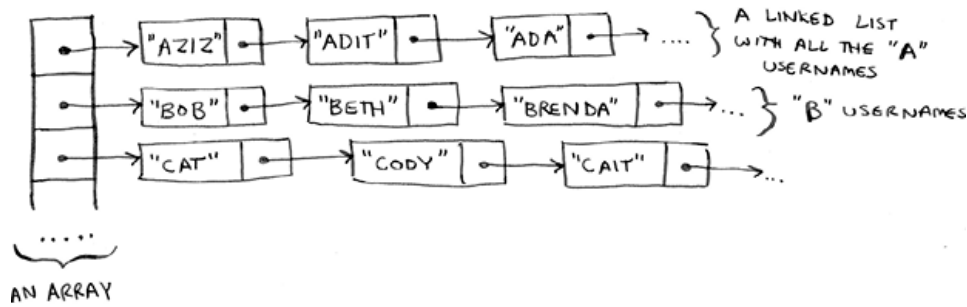 "AZIZ" "ADIT" "ADA" ....
A LINKED LIST
WITH ALL THE "A"
USERNAMES
"BOB" "BETH" "BRENDA" ... "B" USERNAMES
"CAT" "CODY" "CAIT" ...
.....
AN ARRAY